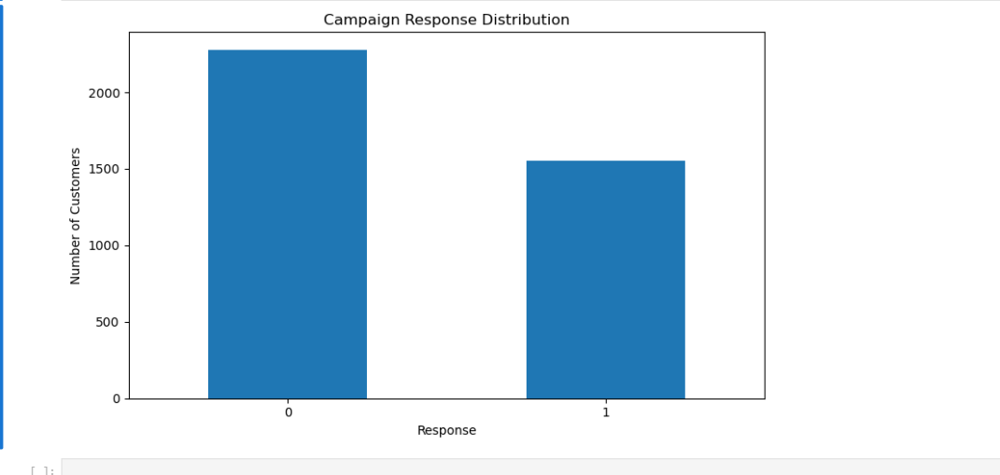 Campaign Response Distribution
Number of Customers
2000
1500
1000
500
0
0 1
Response
[ ]: